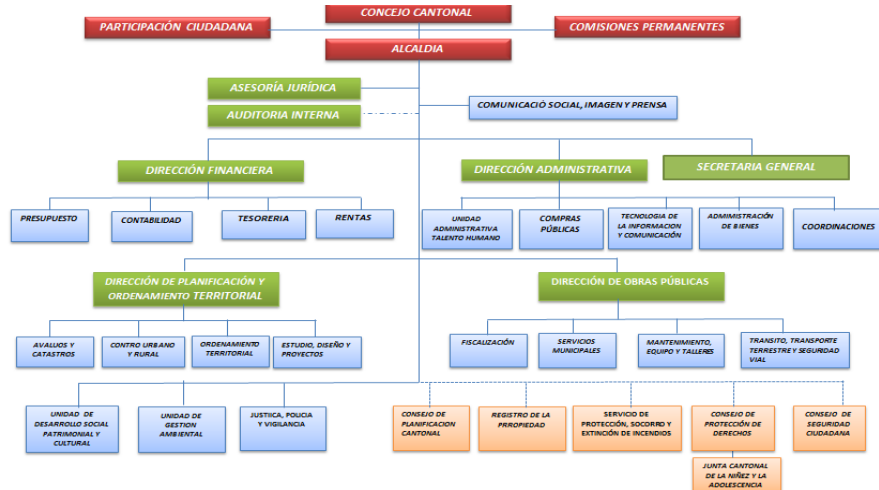 CONCEJO CANTONAL
PARTICIPACIÓN CIUDADANA
COMISIONES PERMANENTES
ALCALDIA
ASESORÍA JURÍDICA
COMUNICACIÓ SOCIAL, IMAGEN Y PRENSA
AUDITORIA INTERNA
DIRECCIÓN FINANCIERA
DIRECCIÓN ADMINISTRATIVA
SECRETARIA GENERAL
PRESUPUESTO
CONTABILIDAD
TESORERIA
RENTAS
UNIDAD
ADMINISTRATIVA
TALENTO HUMANO
COMPRAS
PÚBLICAS
TECNOLOGIA DE
LA INFORMACION
Y COMUNICACIÓN
ADMINISTRACIÓN
DE BIENES
COORDINACIONES
DIRECCIÓN DE PLANIFICACIÓN Y
ORDENAMIENTO TERRITORIAL
DIRECCIÓN DE OBRAS PÚBLICAS
AVALUOS Y
CATASTROS
CONTRO URBANO
Y RURAL
ORDENAMIENTO
TERRITORIAL
ESTUDIO, DISEÑO Y
PROYECTOS
FISCALIZACIÓN
SERVICIOS
MUNICIPALES
MANTENIMIENTO,
EQUIPO Y TALLERES
TRANSITO, TRANSPORTE
TERRESTRE Y SEGURIDAD
VIAL
UNIDAD DE
DESARROLLO SOCIAL
PATRIMONIAL Y
CULTURAL
UNIDAD DE
GESTION
AMBIENTAL
JUSTIICA, POLICIA
Y VIGILANCIA
CONSEJO DE
PLANIFICACION
CANTONAL
REGISTRO DE LA
PRROPIEDAD
SERVICIO DE
PROTECCIÓN, SOCORRO Y
EXTINCIÓN DE INCENDIOS
CONSEJO DE
PROTECCIÓN DE
DERECHOS
CONSEJO DE
SEGURIDAD
CIUDADANA
JUNTA CANTONAL
DE LA NIÑEZ Y LA
ADOLESCENCIA